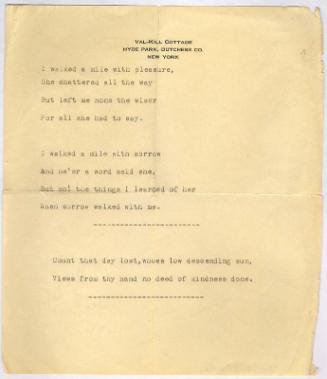 VAL-KILL COTTAGE
HYDE PARK, DUTCHESS CO.
NEW YORK
I walked a mile with pleasure,
She chattered all the way
But left me none the wiser
For all she had to say.
I walked a mile with sorrow
And ne'er a word said she,
But oh! the things I learned of her
When sorrow walked with me.
------------------------
Count that day lost, whose low descending sun,
Views from thy hand no deed of kindness done.
--------------------------